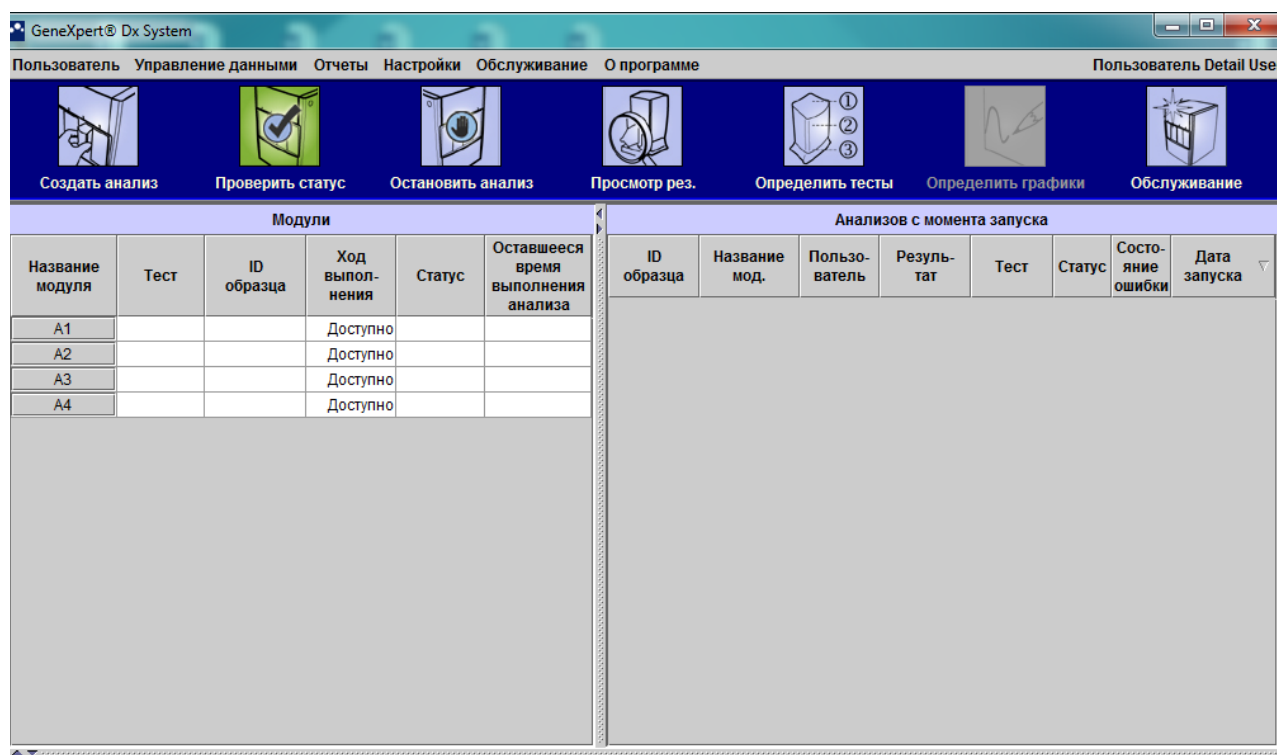 GeneXpert® Dx System
Пользователь Управление данными Отчеты Настройки Обслуживание О программе Пользователь Detail Use
① ② ③
Создать анализ Проверить статус Остановить анализ Просмотр рез. Определить тесты Определить графики Обслуживание
Модули
Название модуля
Тест
ID образца
Ход выпол-
нения
Статус
Оставшееся время выполнения анализа
A1 Доступно
A2 Доступно
A3 Доступно
A4 Доступно
Анализов с момента запуска
ID образца
Название мод.
Пользо-
ватель
Резуль-
тат
Тест
Статус
Состо-
яние ошибки
Дата запуска